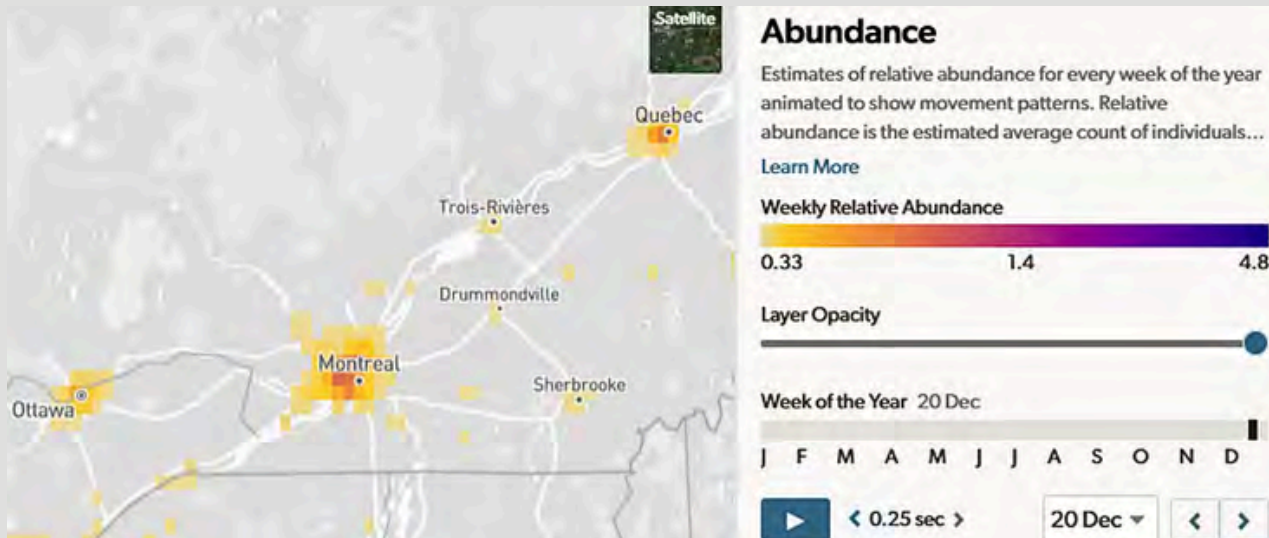 Satellite
Quebec
Trois-Rivières
Drummondville
Montreal
Sherbrooke
Ottawa
Abundance
Estimates of relative abundance for every week of the year
animated to show movement patterns. Relative
abundance is the estimated average count of individuals...
Learn More
Weekly Relative Abundance
0.33 1.4 4.8
Layer Opacity
Week of the Year 20 Dec
J F M A M J J A S O N D
< 0.25 sec > 20 Dec < >